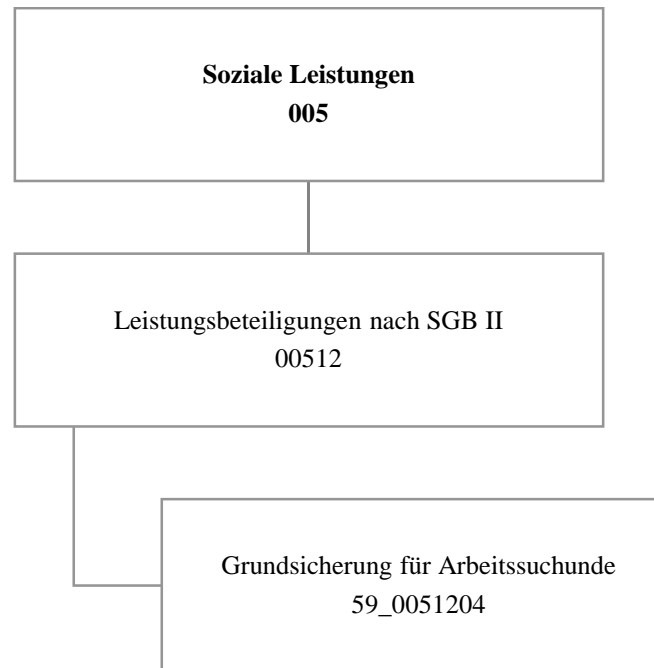 Soziale Leistungen
005
Leistungsbeteiligungen nach SGB II
00512
Grundsicherung für Arbeitssuchunde
59_0051204